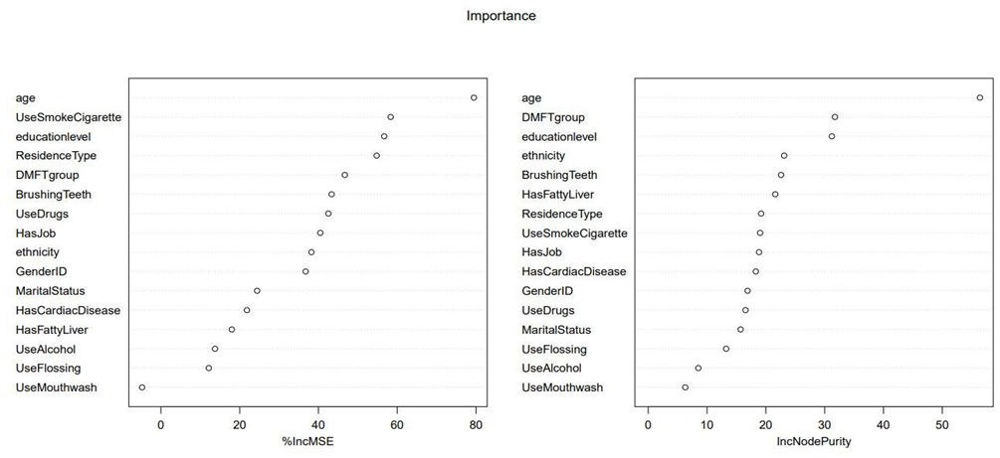 Importance
age
UseSmokeCigarette
educationlevel
ResidenceType
DMFTgroup
BrushingTeeth
UseDrugs
HasJob
ethnicity
GenderID
MaritalStatus
HasCardiacDisease
HasFattyLiver
UseAlcohol
UseFlossing
UseMouthwash
0 20 40 60 80
%IncMSE
age
DMFTgroup
educationlevel
ethnicity
BrushingTeeth
HasFattyLiver
ResidenceType
UseSmokeCigarette
HasJob
HasCardiacDisease
GenderID
UseDrugs
MaritalStatus
UseFlossing
UseAlcohol
UseMouthwash
0 10 20 30 40 50
IncNodePurity